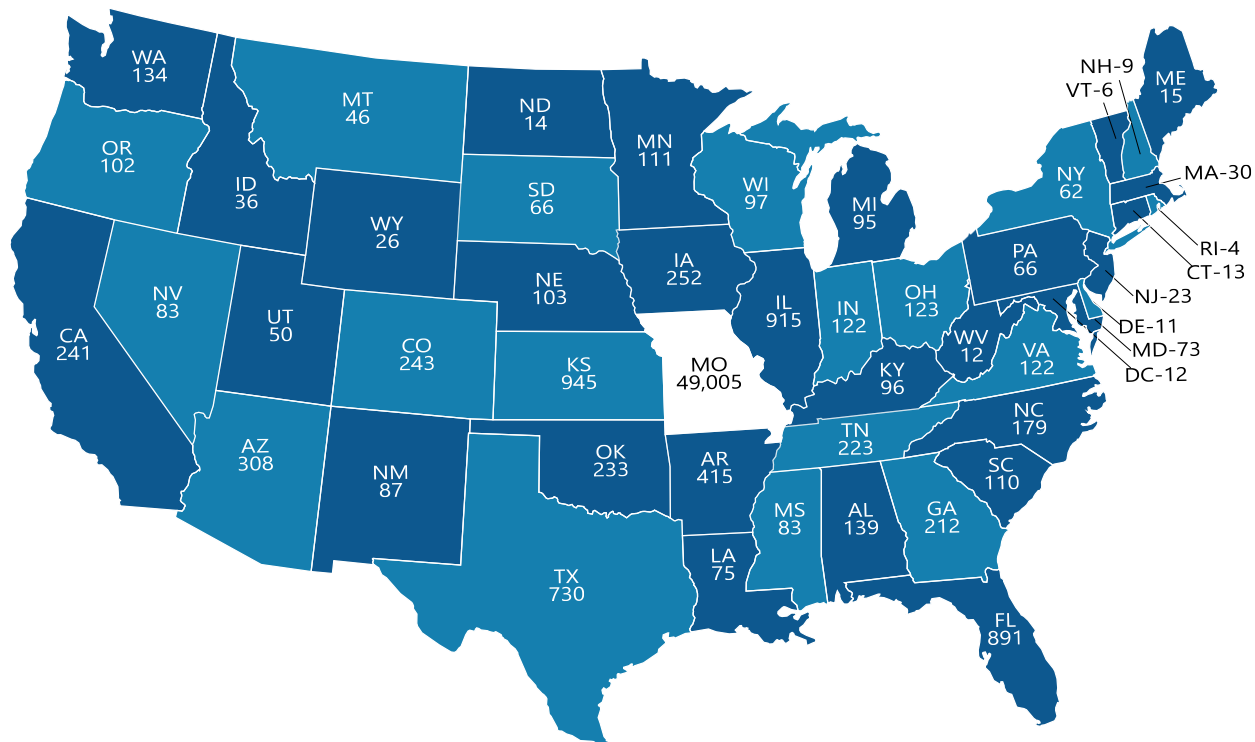 WA
134
OR
102
CA
241
NV
83
ID
36
MT
46
WY
26
UT
50
AZ
308
CO
243
NM
87
ND
14
SD
66
NE
103
KS
945
OK
233
TX
730
MN
111
IA
252
MO
49,005
AR
415
LA
75
WI
97
IL
915
MI
95
IN
122
OH
123
KY
96
TN
223
MS
83
AL
139
GA
212
FL
891
SC
110
NC
179
VA
122
WV
12
PA
66
NY
62
VT-6
NH-9
ME
15
MA-30
RI-4
CT-13
NJ-23
DE-11
MD-73
DC-12